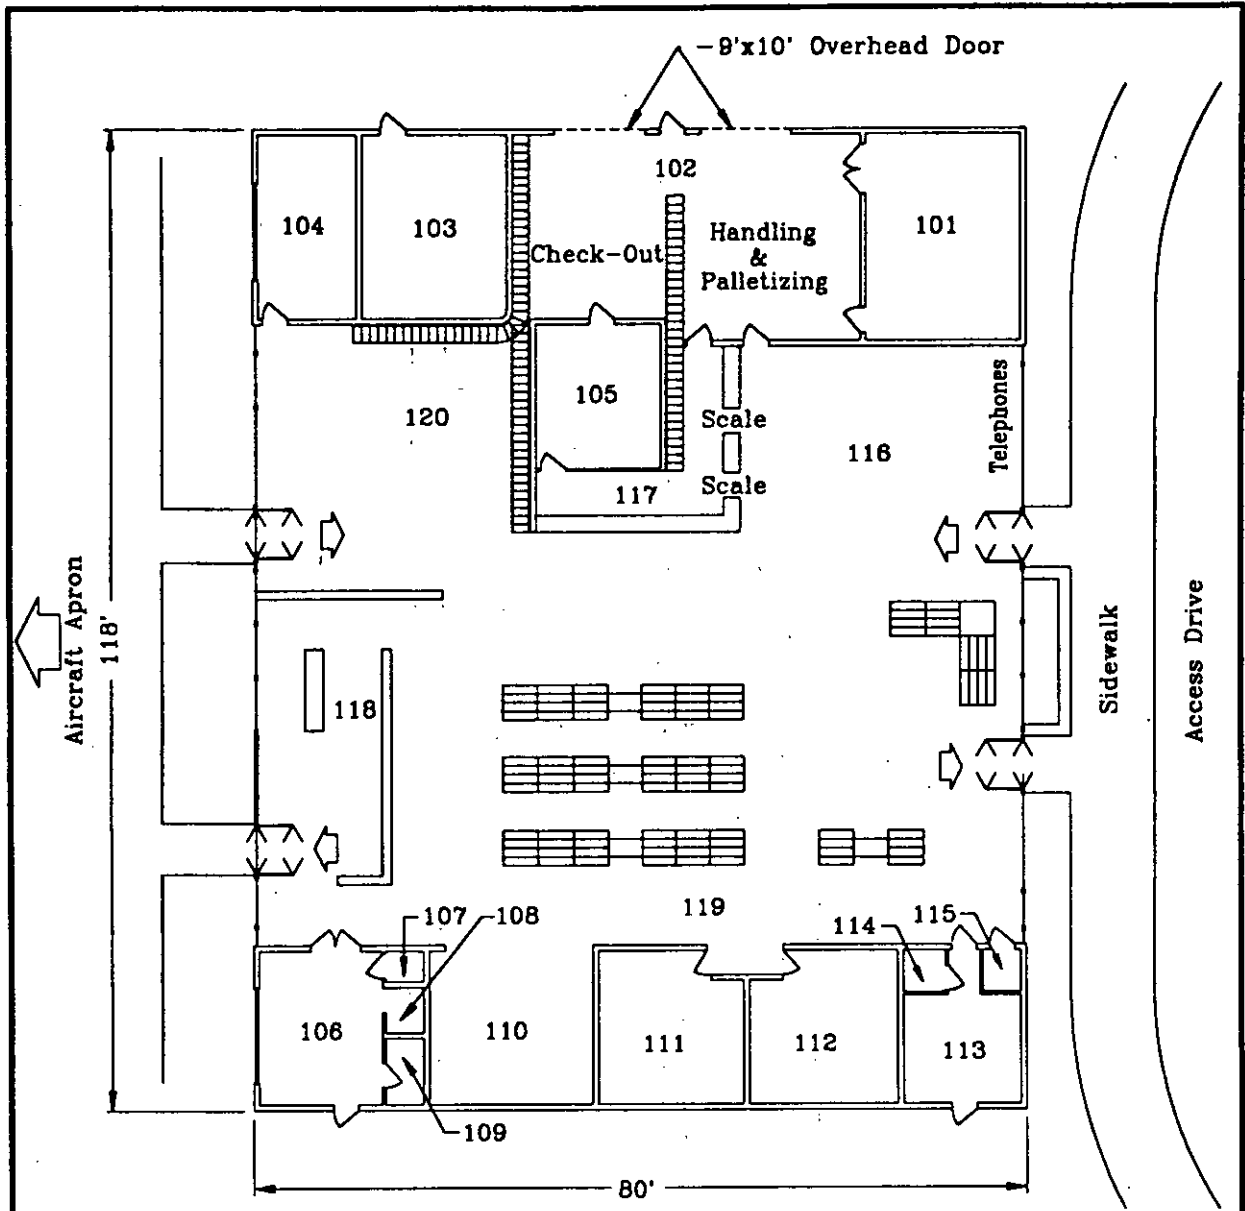 9'x10' Overhead Door
102
104
103
101
Check-Out
Handling
&
Palletizing
105
120
Scale
116
Telephones
Scale
117
Aircraft Apron
118'
Sidewalk
Access Drive
118
119
107
108
114
115
106
110
111
112
113
109
80'